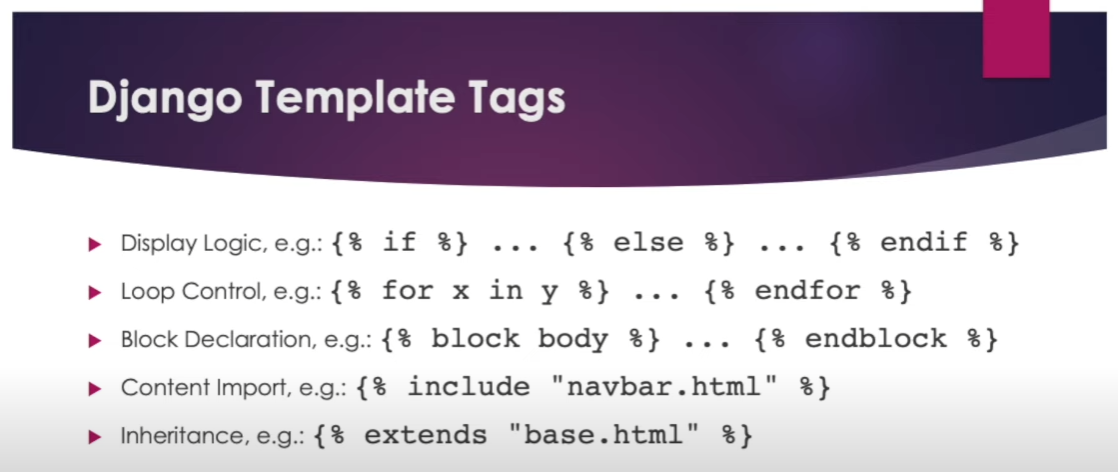 Django Template Tags
Display Logic, e.g.: {% if %} ... {% else %} ... {% endif %}
Loop Control, e.g.: {% for x in y %} ... {% endfor %}
Block Declaration, e.g.: {% block body %} ... {% endblock %}
Content Import, e.g.: {% include "navbar.html" %}
Inheritance, e.g.: {% extends "base.html" %}